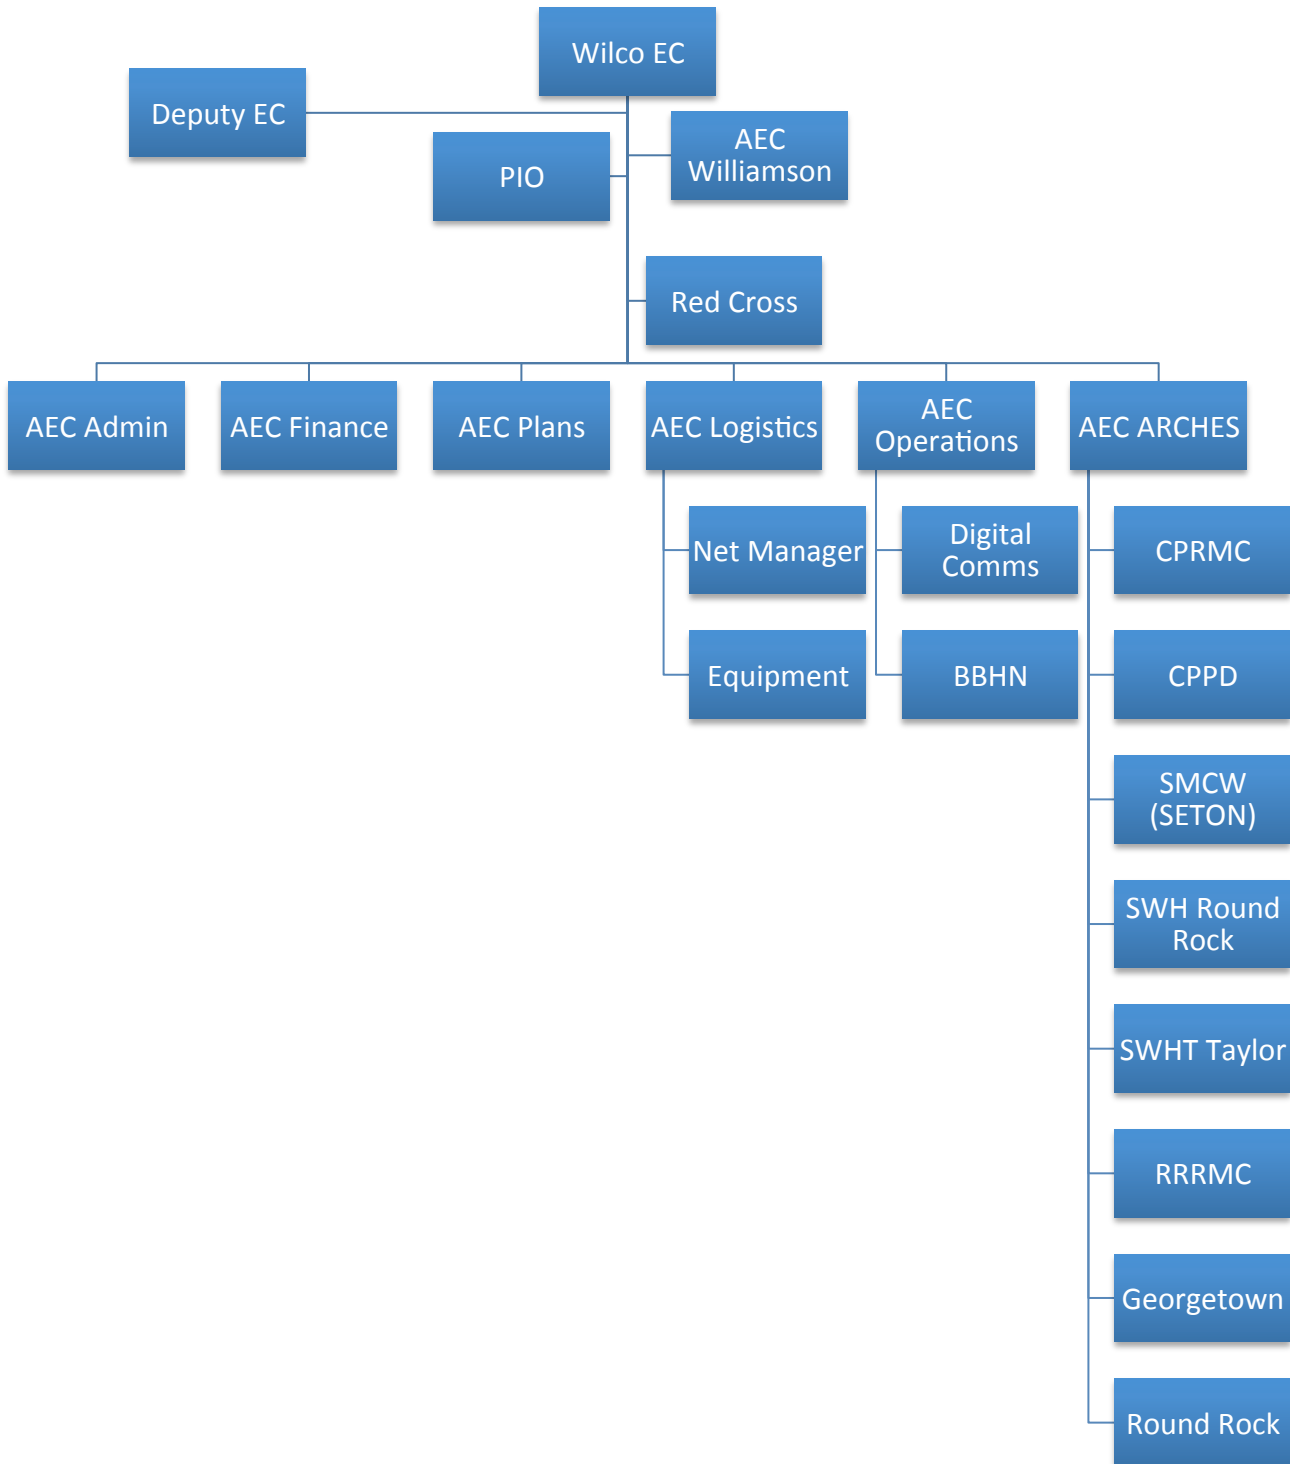 Wilco EC
Deputy EC
AEC
Williamson
PIO
Red Cross
AEC Admin
AEC Finance
AEC Plans
AEC Logistics
AEC
Operations
AEC ARCHES
Net Manager
Digital
Comms
CPRMC
Equipment
BBHN
CPPD
SMCW
(SETON)
SWH Round
Rock
SWHT Taylor
RRRMC
Georgetown
Round Rock